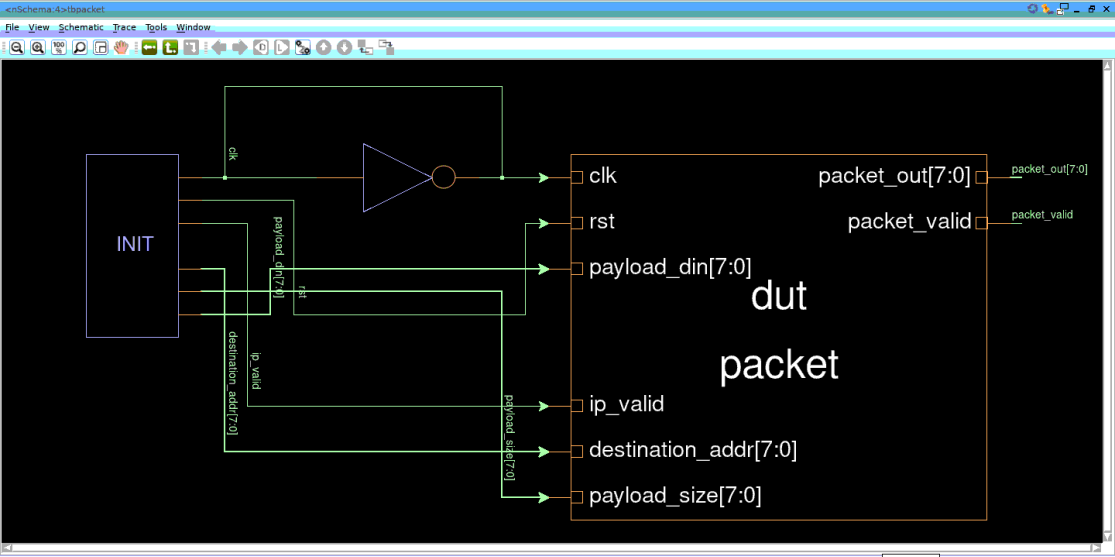 <nSchema:4>tbpacket
File View Schematic Trace Tools Window
100
clk
INIT
payload_din[7:0]
rst
destination_addr[7:0]
ip_valid
payload_size[7:0]
clk
rst
payload_din[7:0]
dut
packet
ip_valid
destination_addr[7:0]
payload_size[7:0]
packet_out[7:0]
packet_valid
packet_out[7:0]
packet_valid